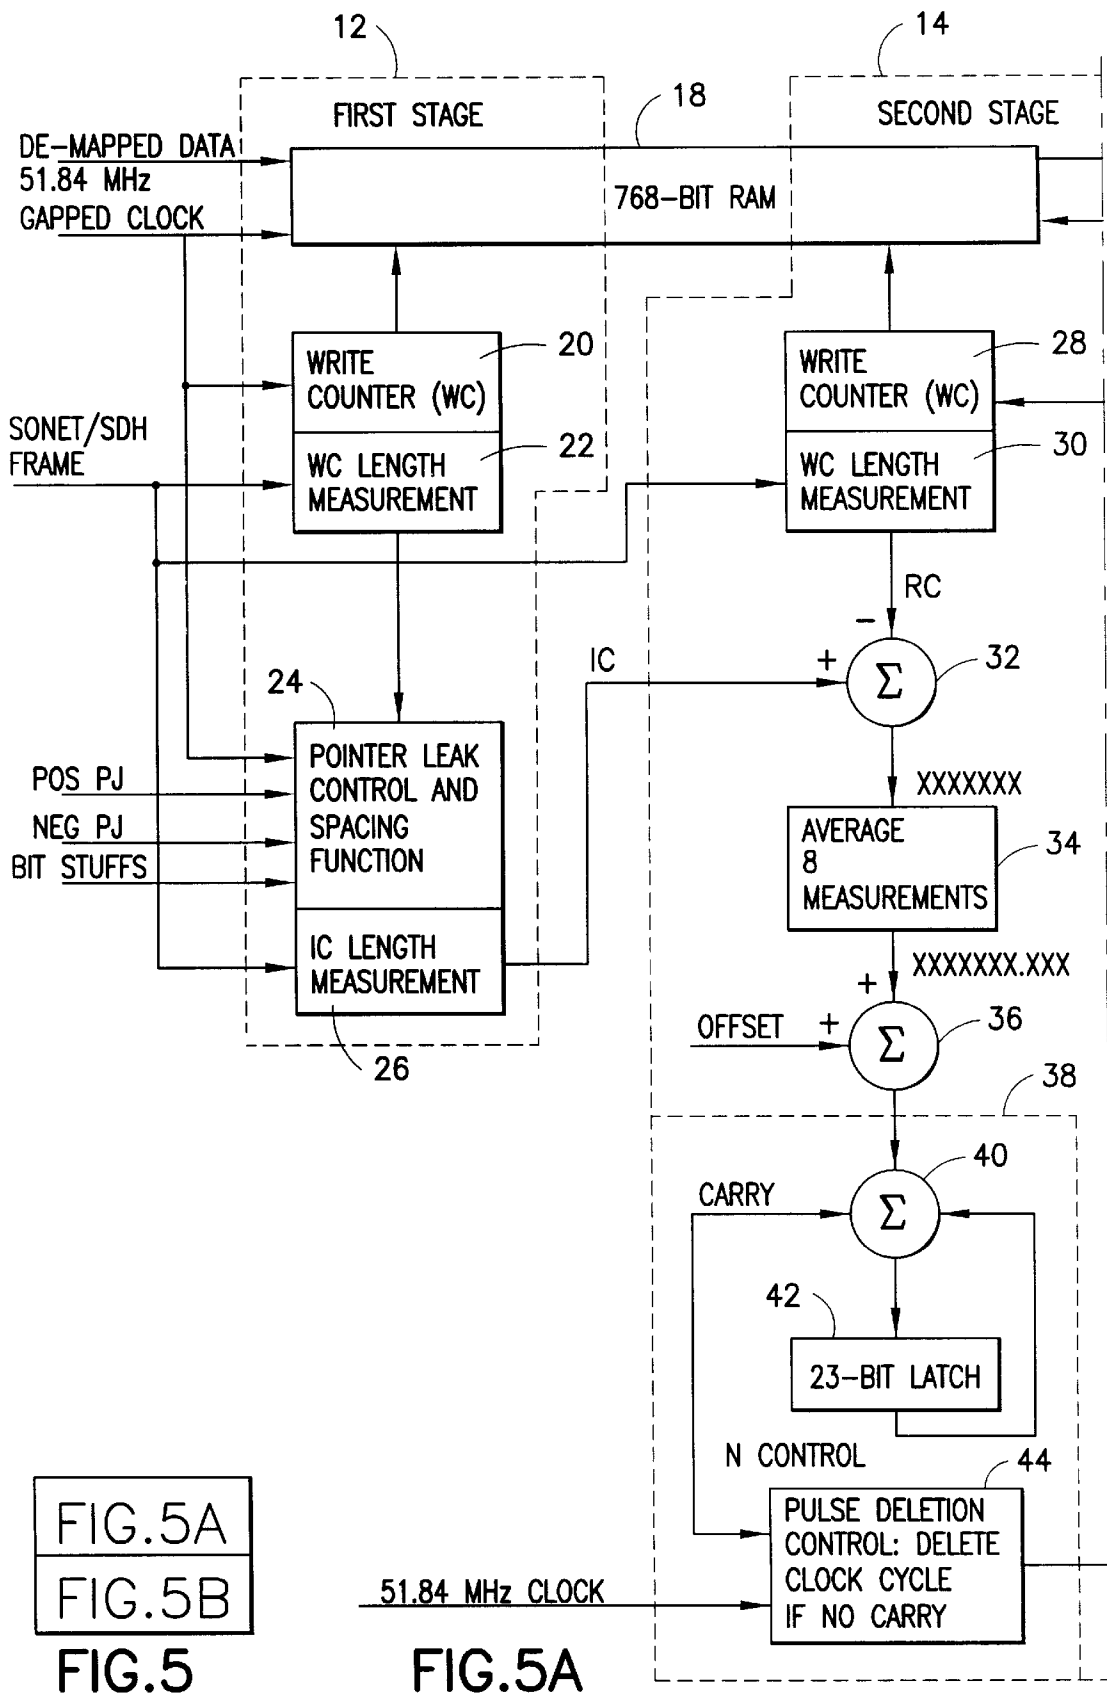 12
14
FIRST STAGE
18
SECOND STAGE
DE-MAPPED DATA
51.84 MHz
GAPPED CLOCK
768-BIT RAM
WRITE
COUNTER (WC)
20
WC LENGTH
MEASUREMENT
22
WRITE
COUNTER (WC)
28
WC LENGTH
MEASUREMENT
30
SONET/SDH
FRAME
RC
−
IC
+
Σ
32
24
POINTER LEAK
CONTROL AND
SPACING
FUNCTION
POS PJ
NEG PJ
BIT STUFFS
XXXXXXX
AVERAGE
8
MEASUREMENTS
34
IC LENGTH
MEASUREMENT
26
XXXXXXX.XXX
+
OFFSET
+
Σ
36
38
40
CARRY
Σ
42
23-BIT LATCH
N CONTROL
44
PULSE DELETION
CONTROL: DELETE
CLOCK CYCLE
IF NO CARRY
51.84 MHz CLOCK
FIG.5A
FIG.5B
FIG.5
FIG.5A